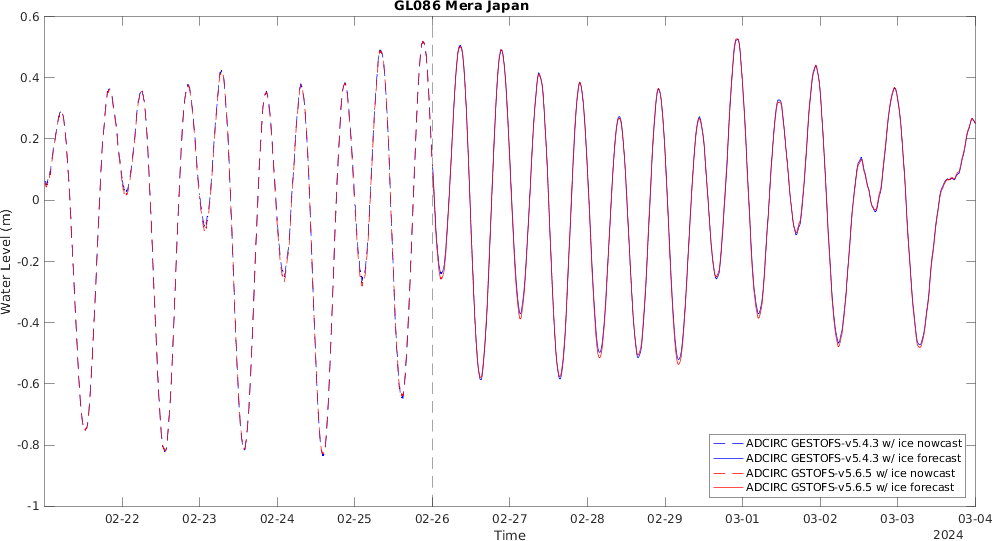 GL086 Mera Japan
0.6
0.4
0.2
0
-0.2
-0.4
-0.6
-0.8
-1
Water Level (m)
ADCIRC GESTOFS-v5.4.3 w/ ice nowcast
ADCIRC GESTOFS-v5.4.3 w/ ice forecast
ADCIRC GSTOFS-v5.6.5 w/ ice nowcast
ADCIRC GSTOFS-v5.6.5 w/ ice forecast
02-22 02-23 02-24 02-25 02-26 02-27 02-28 02-29 03-01 03-02 03-03 03-04
Time
2024